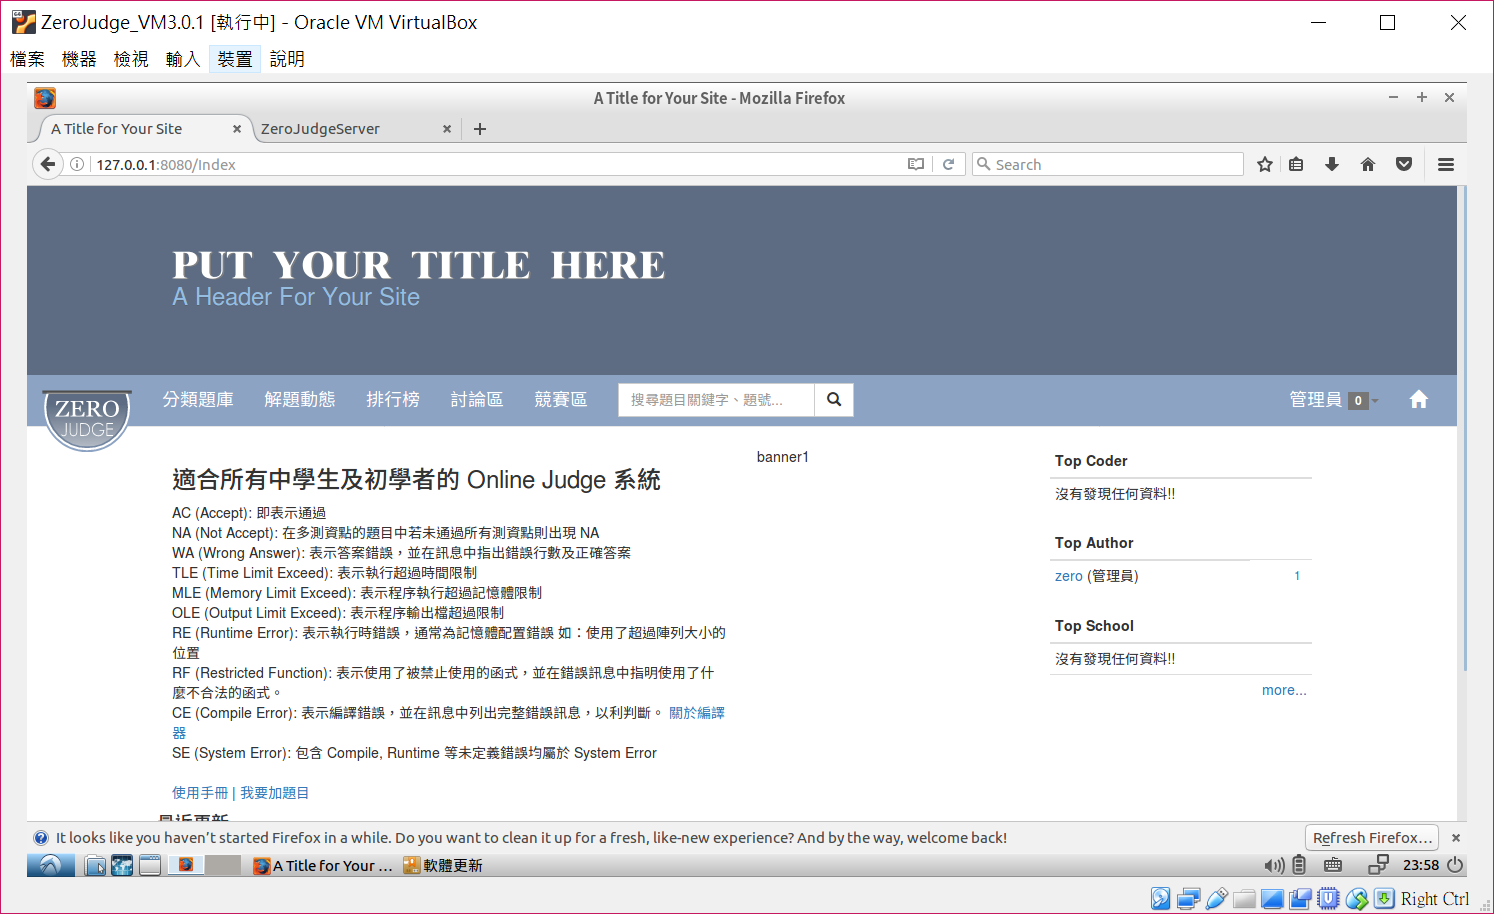 ZeroJudge_VM3.0.1 [執行中] - Oracle VM VirtualBox
檔案 機器 檢視 輸入 裝置 說明
A Title for Your Site - Mozilla Firefox
A Title for Your Site ZeroJudgeServer
127.0.0.1:8080/Index Search
PUT YOUR TITLE HERE
A Header For Your Site
ZERO JUDGE 分類題庫 解題動態 排行榜 討論區 競賽區 搜尋題目關鍵字、題號... 管理員 0
適合所有中學生及初學者的 Online Judge 系統
AC (Accept): 即表示通過
NA (Not Accept): 在多測資點的題目中若未通過所有測資點則出現 NA
WA (Wrong Answer): 表示答案錯誤，並在訊息中指出錯誤行數及正確答案
TLE (Time Limit Exceed): 表示執行超過時間限制
MLE (Memory Limit Exceed): 表示程序執行超過記憶體限制
OLE (Output Limit Exceed): 表示程序輸出檔超過限制
RE (Runtime Error): 表示執行時錯誤，通常為記憶體配置錯誤 如：使用了超過陣列大小的
位置
RF (Restricted Function): 表示使用了被禁止使用的函式，並在錯誤訊息中指明使用了什
麼不合法的函式。
CE (Compile Error): 表示編譯錯誤，並在訊息中列出完整錯誤訊息，以利判斷。 關於編譯
器
SE (System Error): 包含 Compile, Runtime 等未定義錯誤均屬於 System Error
使用手冊 | 我要加題目
最近更新
banner1
Top Coder
沒有發現任何資料!!
Top Author
zero (管理員) 1
Top School
沒有發現任何資料!!
more...
It looks like you haven't started Firefox in a while. Do you want to clean it up for a fresh, like-new experience? And by the way, welcome back! Refresh Firefox...
A Title for Your ... 軟體更新 23:58
Right Ctrl